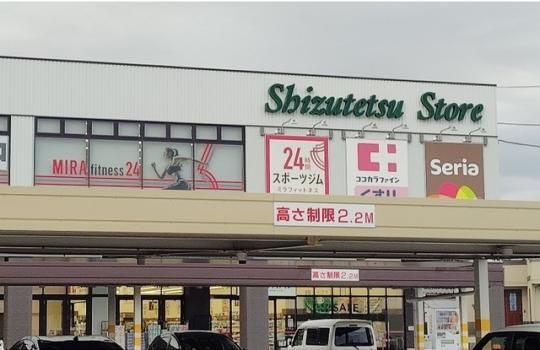 Shizutetsu Store
MIRA fitness 24
24時間
スポーツジム
ミラフィットネス
ココカラファイン
くすり
Seria
高さ制限2.2M
高さ制限2.2M
SALE